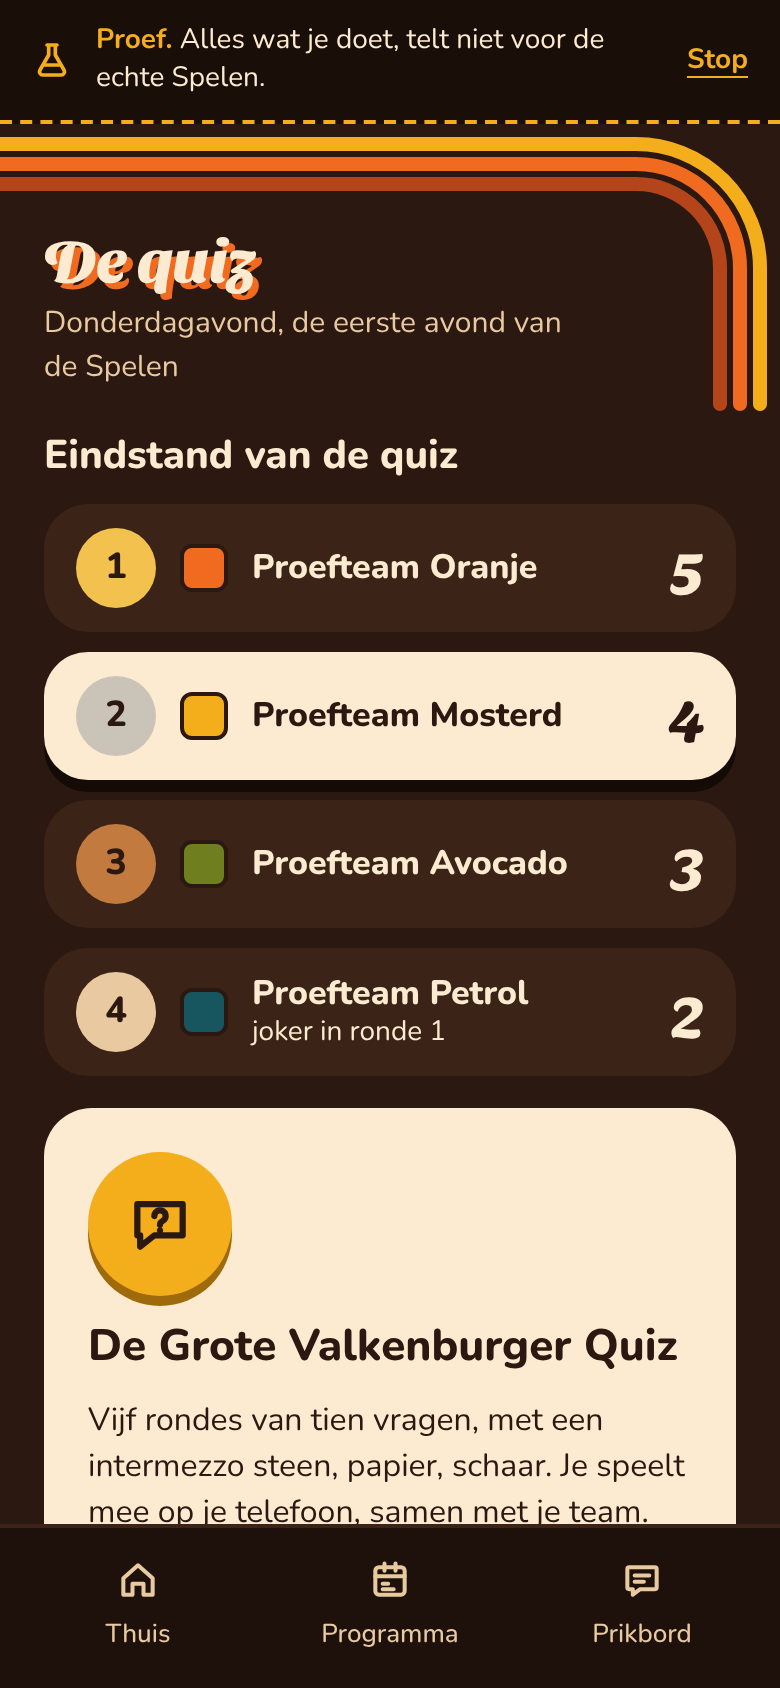 Proef. Alles wat je doet, telt niet voor de
echte Spelen.
Stop
De quiz
Donderdagavond, de eerste avond van
de Spelen
Eindstand van de quiz
1 Proefteam Oranje 5
2 Proefteam Mosterd 4
3 Proefteam Avocado 3
4 Proefteam Petrol 2
joker in ronde 1
?
De Grote Valkenburger Quiz
Vijf rondes van tien vragen, met een
intermezzo steen, papier, schaar. Je speelt
mee op je telefoon, samen met je team.
Thuis Programma Prikbord